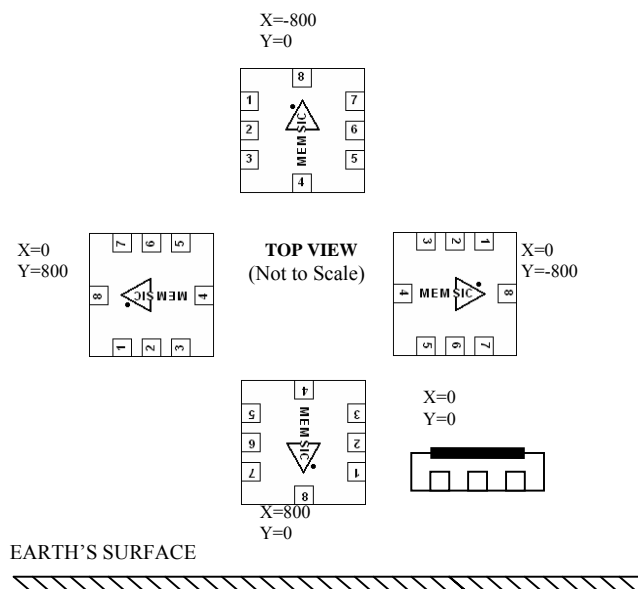 X=-800
Y=0
8
1
7
2
6
3
5
4
MEMSIC
X=0
Y=800
7 6 5
8
MEMSIC
4
1 2 3
TOP VIEW
(Not to Scale)
3 2 1
4
MEMSIC
8
5 6 7
X=0
Y=-800
4
5
3
6
2
7
1
8
MEMSIC
X=800
Y=0
X=0
Y=0
EARTH'S SURFACE